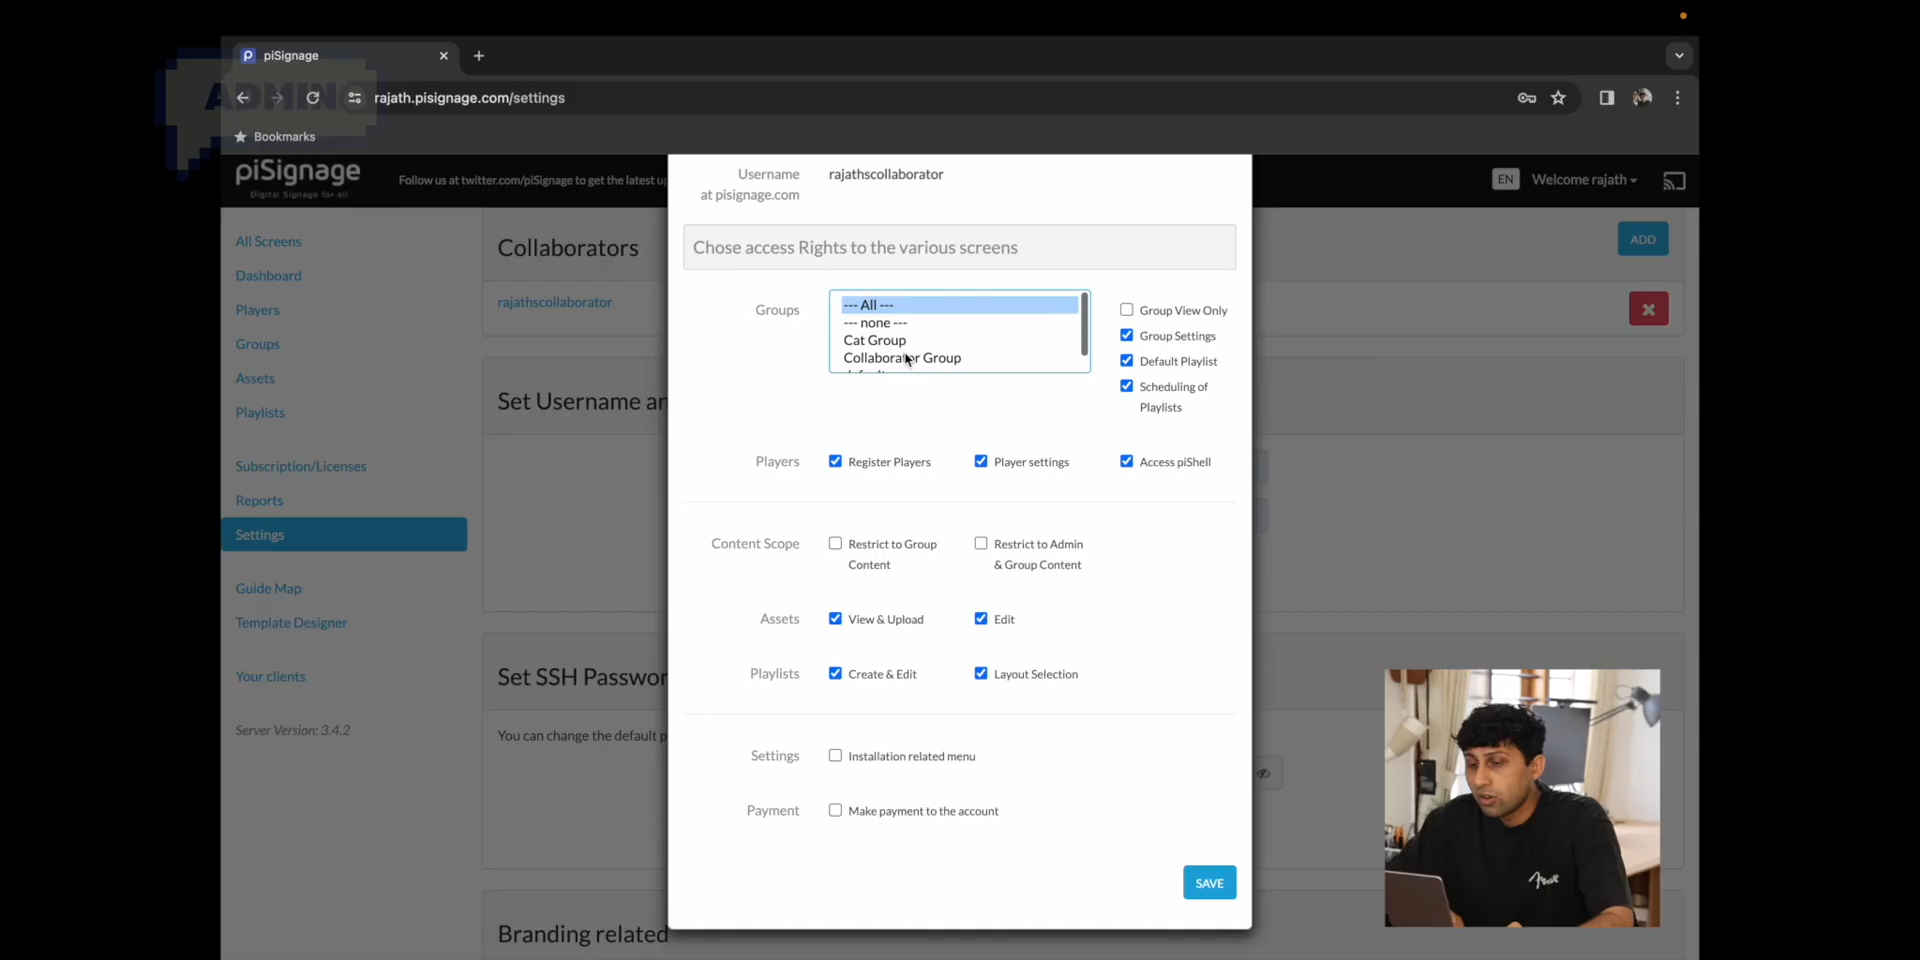 piSignage
ADMIN
rajath.pisignage.com/settings
Bookmarks
piSignage
Digital Signage for all
Follow us at twitter.com/piSignage to get the latest
EN
Welcome rajath
All Screens
Dashboard
Players
Groups
Assets
Playlists
Subscription/Licenses
Reports
Settings
Guide Map
Template Designer
Your clients
Server Version: 3.4.2
Collaborators
ADD
rajathscollaborator
Set Username
Set SSH
You can change the default
Branding related
Username
at pisignage.com
rajathscollaborator
Chose access Rights to the various screens
Groups
--- All ---
--- none ---
Cat Group
Collaborator Group
Group View Only
Group Settings
Default Playlist
Scheduling of
Playlists
Players
Register Players
Player settings
Access piShell
Content Scope
Restrict to Group
Content
Restrict to Admin
& Group Content
Assets
View & Upload
Edit
Playlists
Create & Edit
Layout Selection
Settings
Installation related menu
Payment
Make payment to the account
SAVE